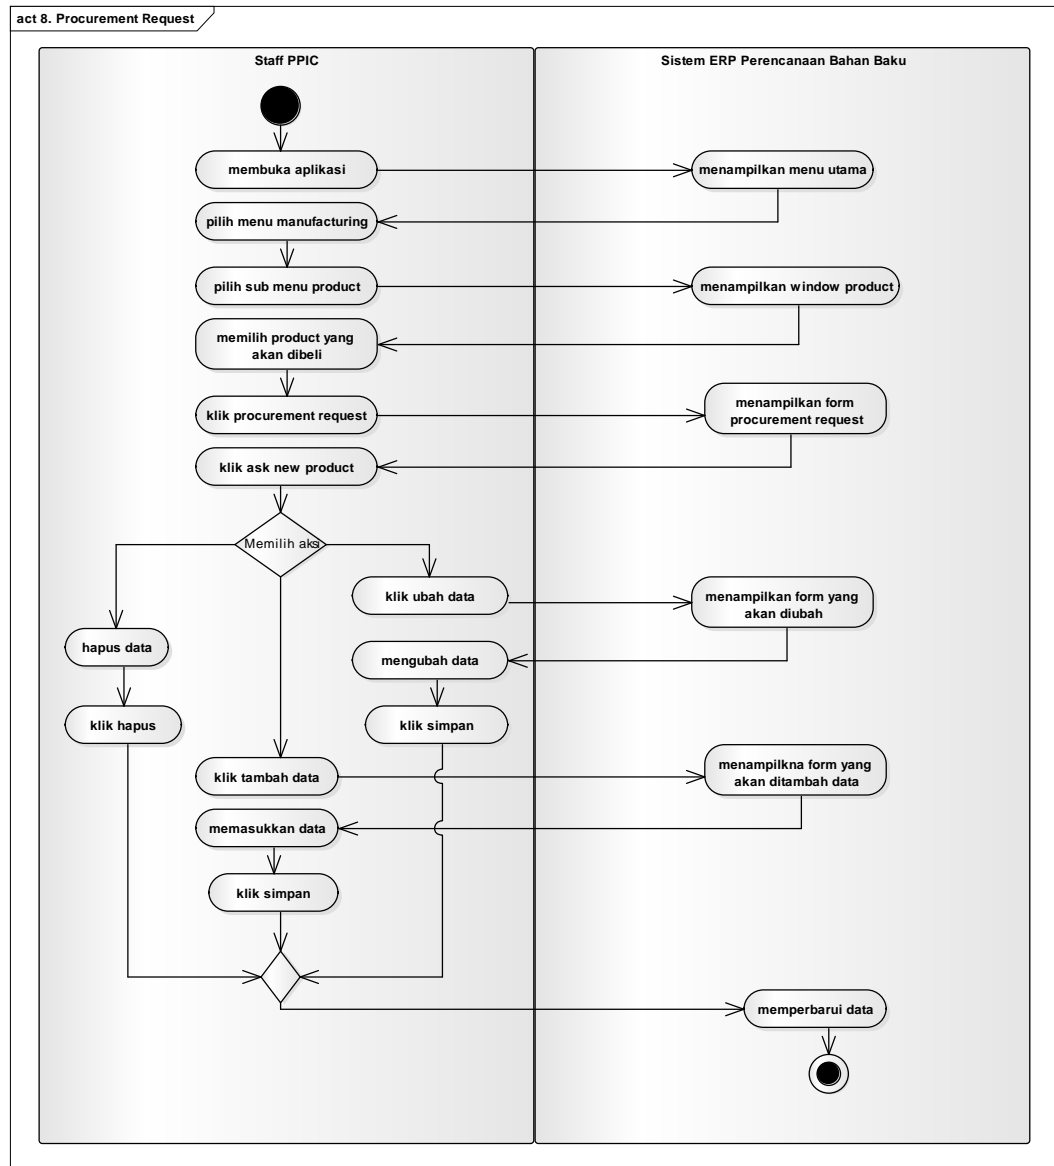 act 8. Procurement Request
Staff PPIC
Sistem ERP Perencanaan Bahan Baku
membuka aplikasi
menampilkan menu utama
pilih menu manufacturing
pilih sub menu product
menampilkan window product
memilih product yang
akan dibeli
klik procurement request
menampilkan form
procurement request
klik ask new product
Memilih aksi
klik ubah data
menampilkan form yang
akan diubah
hapus data
mengubah data
klik hapus
klik simpan
klik tambah data
menampilkna form yang
akan ditambah data
memasukkan data
klik simpan
memperbarui data